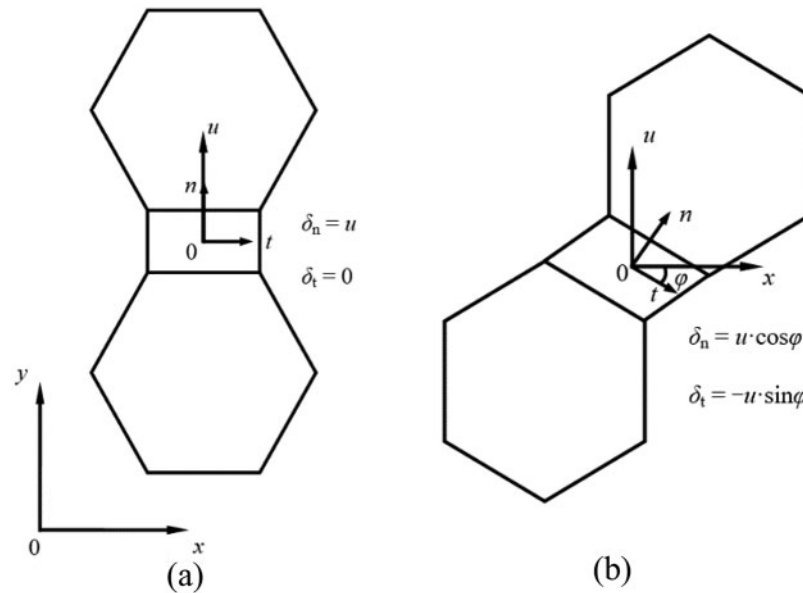 u
n
0
t
δn = u
δt = 0
y
0
x
(a)
u
n
0
φ
t
x
δn = u·cosφ
δt = −u·sinφ
(b)